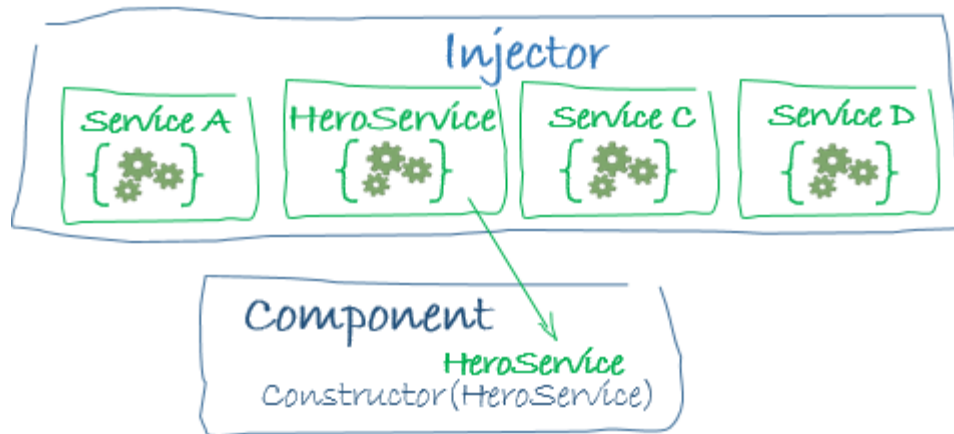 Injector
Service A
HeroService
Service C
Service D
Component
HeroService
Constructor(HeroService)